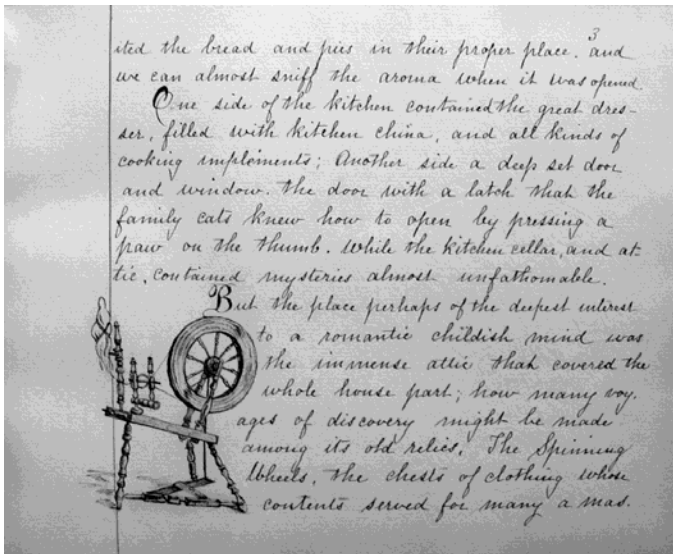 3
ited the bread and pies in their proper place. and
we can almost sniff the aroma when it was opened
One side of the kitchen contained the great dres-
ser, filled with kitchen china, and all kinds of
cooking implements; Another side a deep set door
and window. the door with a latch that the
family cats knew how to open by pressing a
paw on the thumb. While the kitchen cellar, and at-
tic, contained mysteries almost unfathomable.
But the place perhaps of the deepest interest
to a romantic childish mind was
the immense attic that covered the
whole house part; how many voy.
ages of discovery might be made
among its old relics, The Spinning
Wheels, the chests of clothing whose
contents served for many a mas.